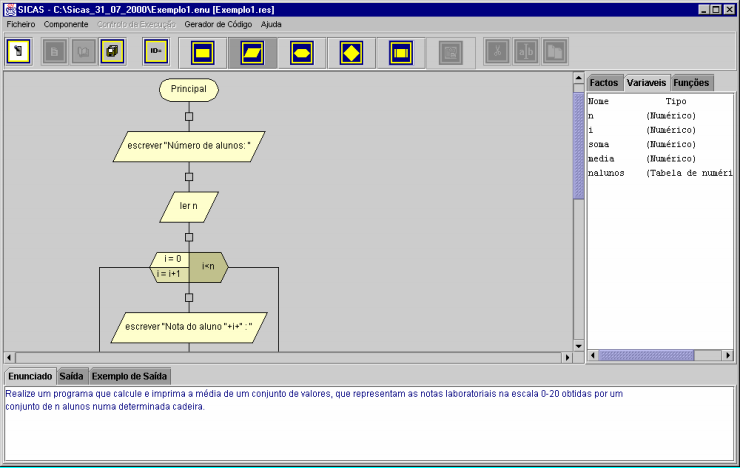 SICAS - C:\Sicas_31_07_2000\Exemplo1.enu [Exemplo1.res]
Ficheiro Componente Controlo de Execução Gerador de Código Ajuda
ID=
a b
Principal
escrever "Número de alunos: "
ler n
i = 0
i = i+1
i<n
escrever "Nota do aluno "+i+" : "
Factos Variaveis Funções
Nome Tipo
n (Numérico)
i (Numérico)
soma (Numérico)
media (Numérico)
nalunos (Tabela de numéri
Enunciado Saída Exemplo de Saída
Realize um programa que calcule e imprima a média de um conjunto de valores, que representam as notas laboratoriais na escala 0-20 obtidas por um
conjunto de n alunos numa determinada cadeira.